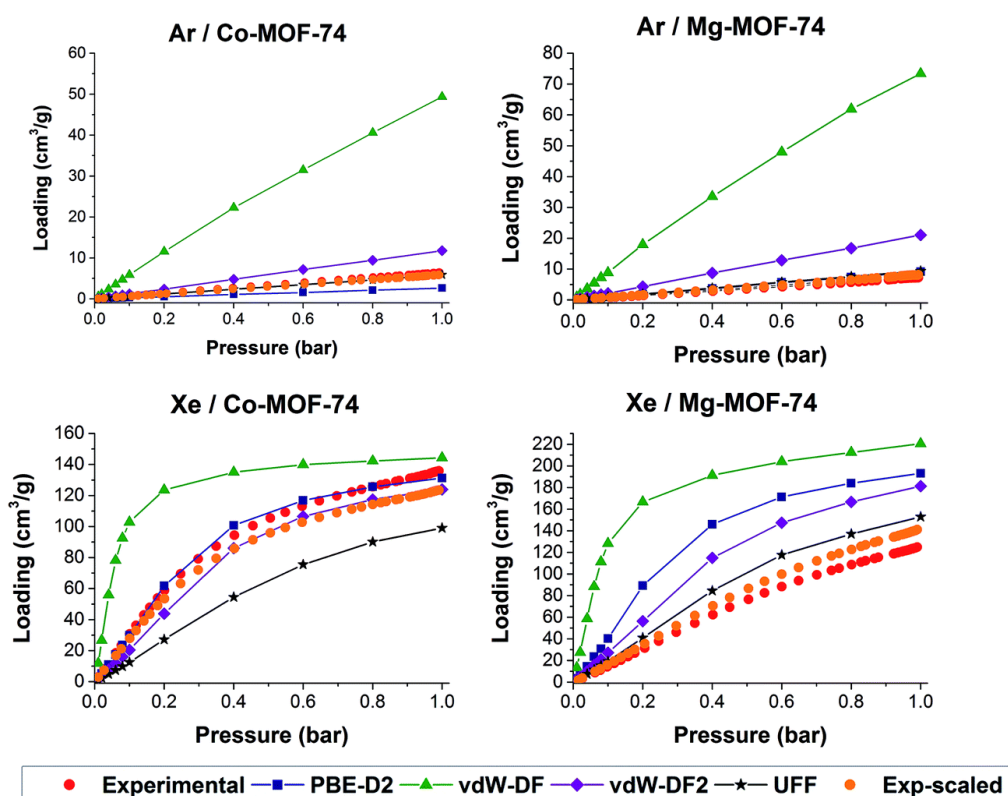 Ar / Co-MOF-74
60
50
40
30
20
10
0
Loading (cm³/g)
0.0 0.2 0.4 0.6 0.8 1.0
Pressure (bar)
Ar / Mg-MOF-74
80
70
60
50
40
30
20
10
0
Loading (cm³/g)
0.0 0.2 0.4 0.6 0.8 1.0
Pressure (bar)
Xe / Co-MOF-74
160
140
120
100
80
60
40
20
0
Loading (cm³/g)
0.0 0.2 0.4 0.6 0.8 1.0
Pressure (bar)
Xe / Mg-MOF-74
220
200
180
160
140
120
100
80
60
40
20
0
Loading (cm³/g)
0.0 0.2 0.4 0.6 0.8 1.0
Pressure (bar)
Experimental PBE-D2 vdW-DF vdW-DF2 UFF Exp-scaled